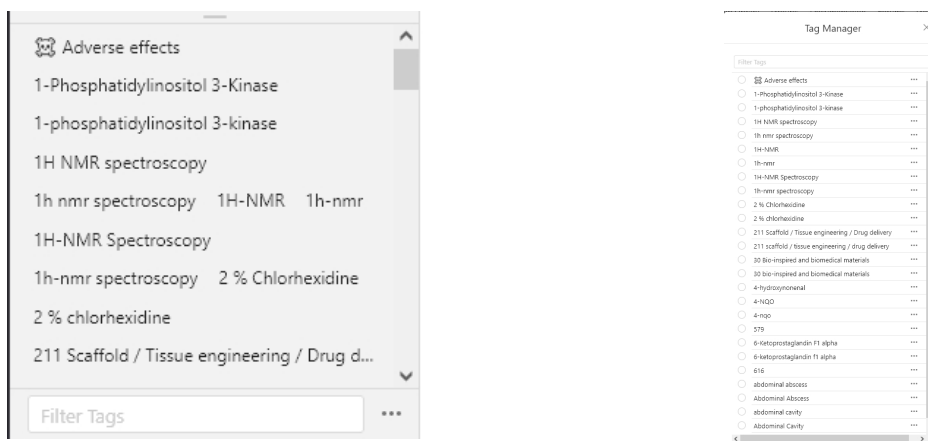 Adverse effects
1-Phosphatidylinositol 3-Kinase
1-phosphatidylinositol 3-kinase
1H NMR spectroscopy
1h nmr spectroscopy 1H-NMR 1h-nmr
1H-NMR Spectroscopy
1h-nmr spectroscopy 2 % Chlorhexidine
2 % chlorhexidine
211 Scaffold / Tissue engineering / Drug d...
Filter Tags
Tag Manager
Filter Tags
Adverse effects
1-Phosphatidylinositol 3-Kinase
1-phosphatidylinositol 3-kinase
1H NMR spectroscopy
1h nmr spectroscopy
1H-NMR
1h-nmr
1H-NMR Spectroscopy
1h-nmr spectroscopy
2 % Chlorhexidine
2 % chlorhexidine
211 Scaffold / Tissue engineering / Drug delivery
211 scaffold / tissue engineering / drug delivery
30 Bio-inspired and biomedical materials
30 bio-inspired and biomedical materials
4-hydroxynonenal
4-NQO
4-nqo
579
6-Ketoprostaglandin F1 alpha
6-ketoprostaglandin f1 alpha
616
abdominal abscess
Abdominal Abscess
abdominal cavity
Abdominal Cavity